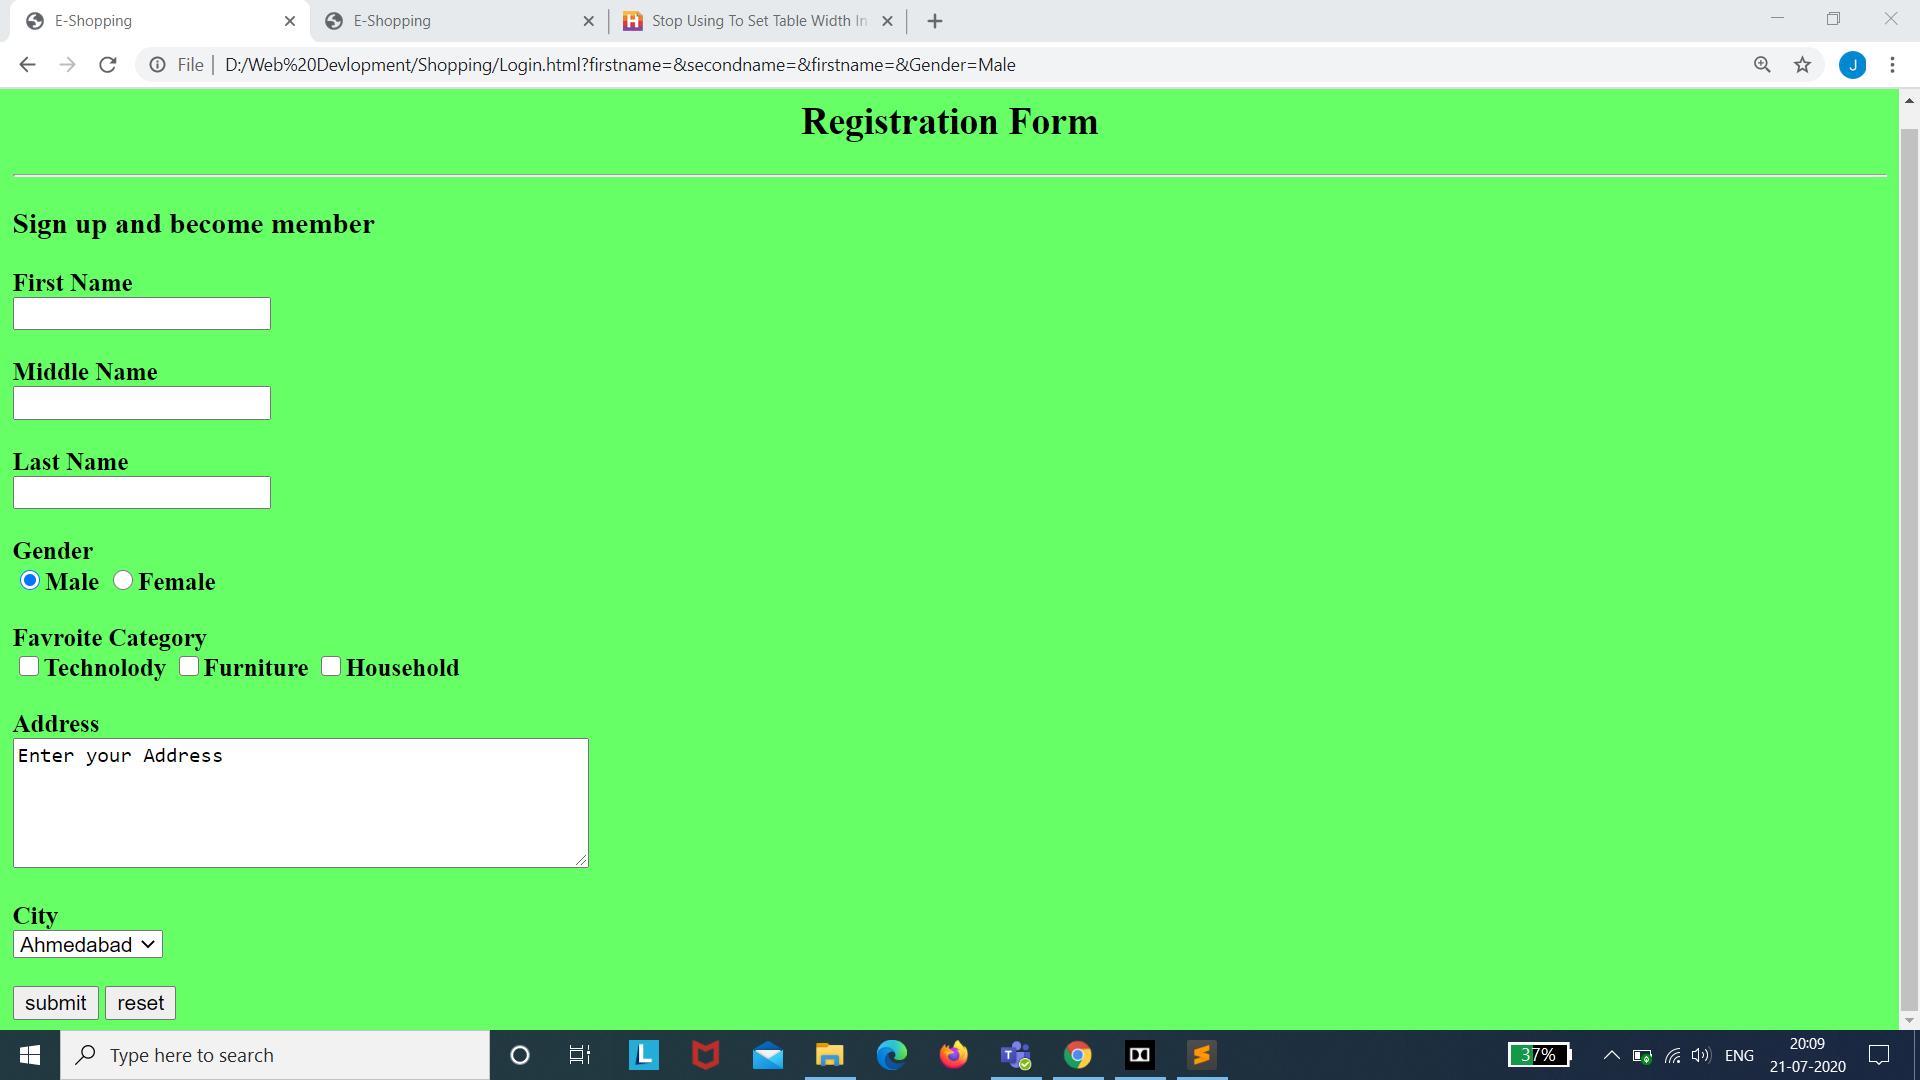 E-Shopping
E-Shopping
Stop Using To Set Table Width In
File
D:/Web%20Devlopment/Shopping/Login.html?firstname=&secondname=&firstname=&Gender=Male
J
Registration Form
Sign up and become member
First Name
Middle Name
Last Name
Gender
Male Female
Favroite Category
Technolody Furniture Household
Address
Enter your Address
City
Ahmedabad
submit reset
Type here to search
37%
ENG
20:09
21-07-2020